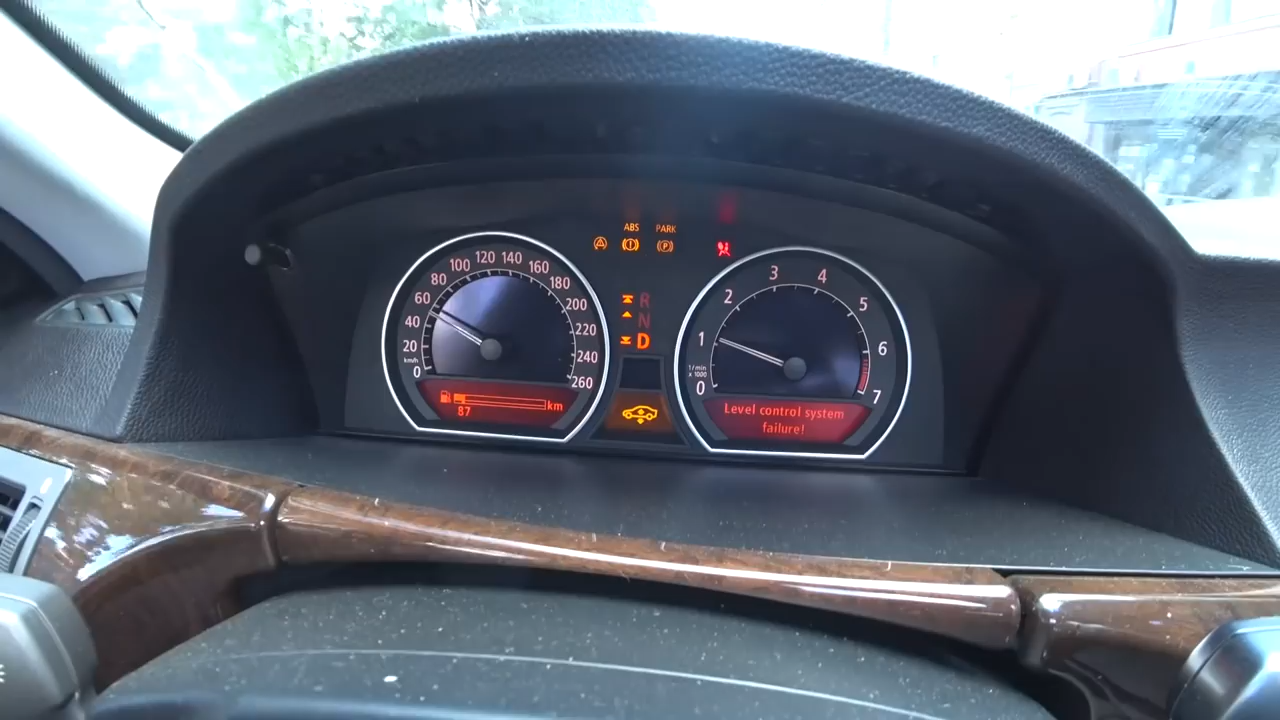 ABS PARK
P
0
20
40
60
80
100
120
140
160
180
200
220
240
260
km/h
87
km
R
N
D
0
1
2
3
4
5
6
7
1/min
x 1000
Level control system
failure!